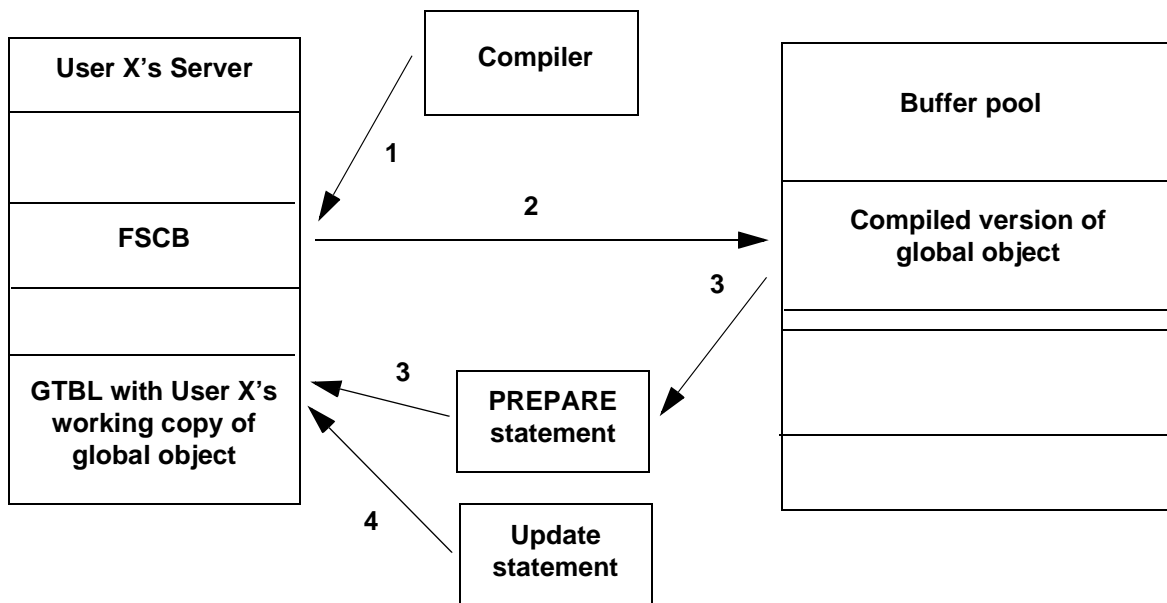 User X's Server
FSCB
GTBL with User X's
working copy of
global object
Compiler
1
2
3
3
4
PREPARE
statement
Update
statement
Buffer pool
Compiled version of
global object